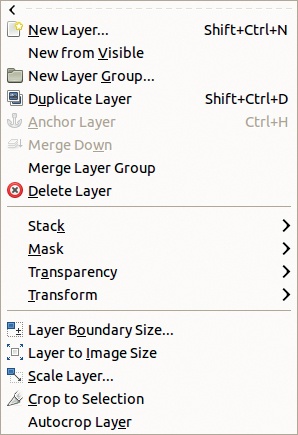 New Layer... Shift+Ctrl+N
New from Visible
New Layer Group...
Duplicate Layer Shift+Ctrl+D
Anchor Layer Ctrl+H
Merge Down
Merge Layer Group
Delete Layer
Stack
Mask
Transparency
Transform
Layer Boundary Size...
Layer to Image Size
Scale Layer...
Crop to Selection
Autocrop Layer